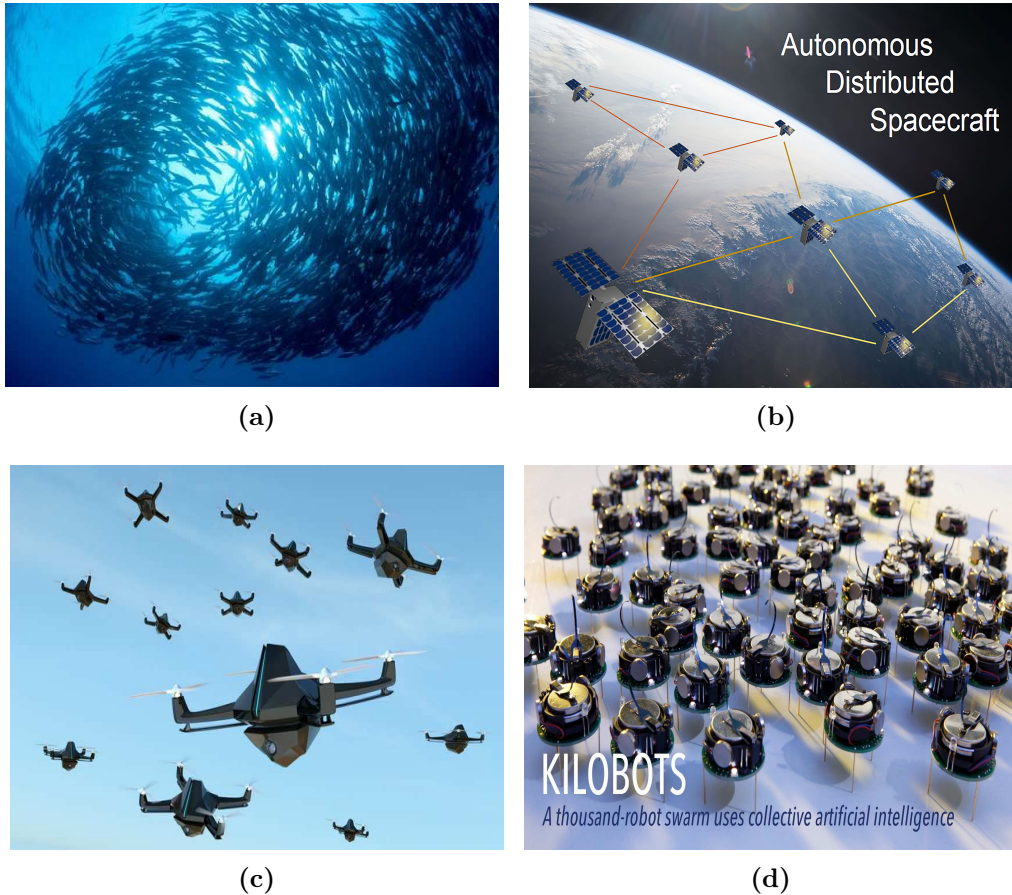 Autonomous
Distributed
Spacecraft
(a)
(b)
KILOBOTS
A thousand-robot swarm uses collective artificial intelligence
(c)
(d)